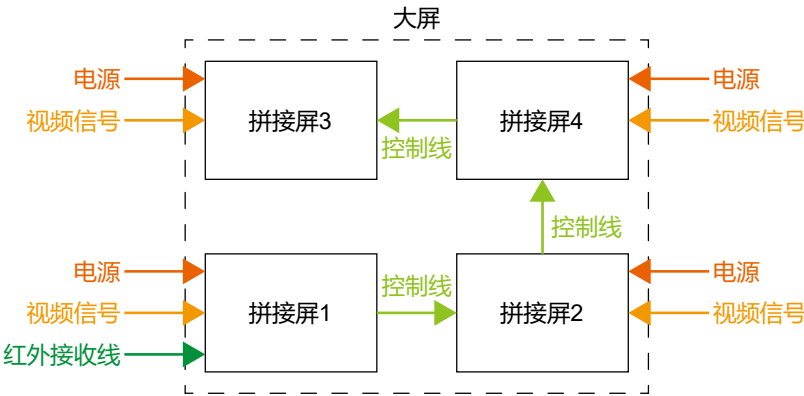 大屏
电源
视频信号
拼接屏3
控制线
拼接屏4
电源
视频信号
控制线
电源
视频信号
红外接收线
拼接屏1
控制线
拼接屏2
电源
视频信号